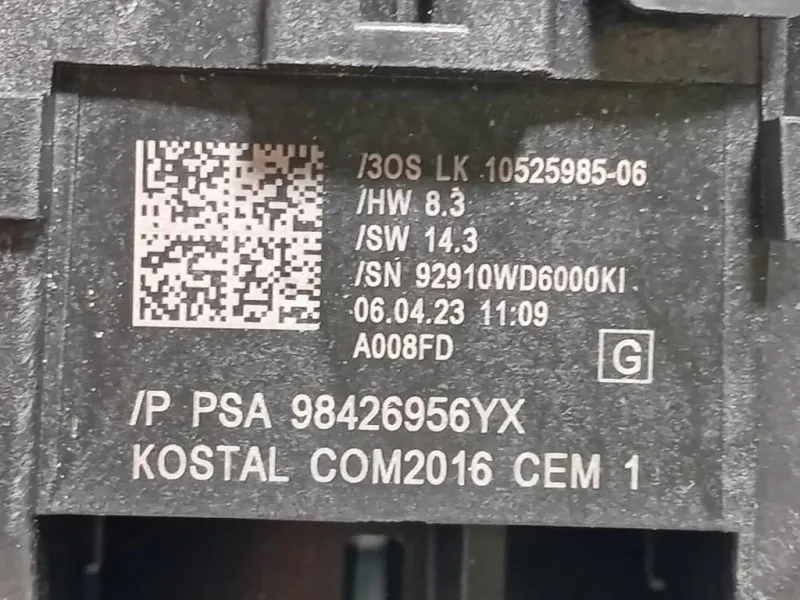 /3OS LK 10525985-06
/HW 8.3
/SW 14.3
/SN 92910WD6000KI
06.04.23 11:09
A008FD
G
/P PSA 98426956YX
KOSTAL COM2016 CEM 1